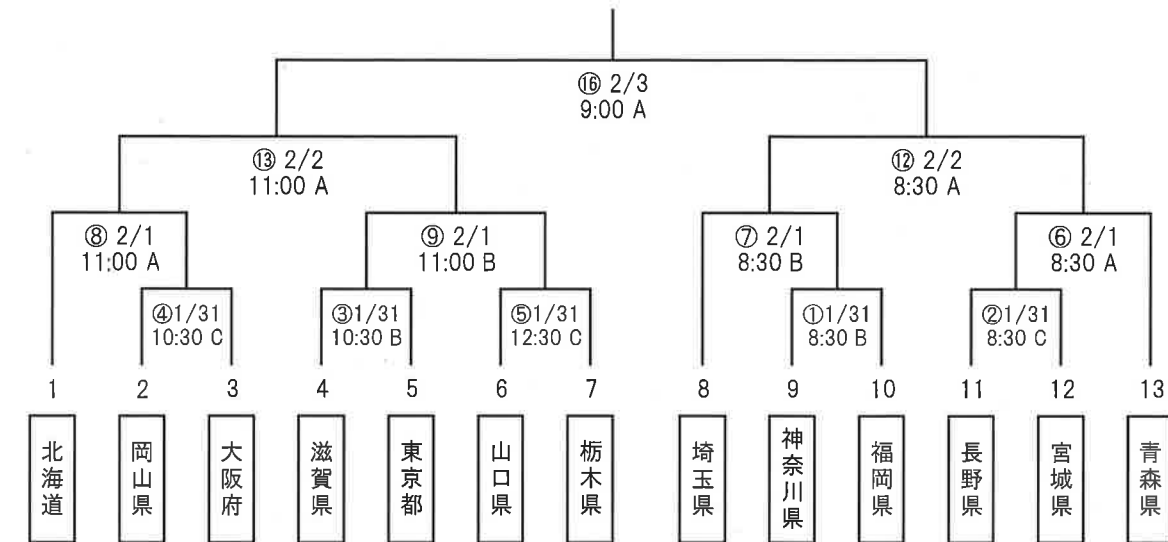 ⑯ 2/3
9:00 A
⑬ 2/2
11:00 A
⑫ 2/2
8:30 A
⑧ 2/1
11:00 A
⑨ 2/1
11:00 B
⑦ 2/1
8:30 B
⑥ 2/1
8:30 A
④1/31
10:30 C
③1/31
10:30 B
⑤1/31
12:30 C
①1/31
8:30 B
②1/31
8:30 C
1 2 3 4 5 6 7 8 9 10 11 12 13
北海道
岡山県
大阪府
滋賀県
東京都
山口県
栃木県
埼玉県
神奈川県
福岡県
長野県
宮城県
青森県